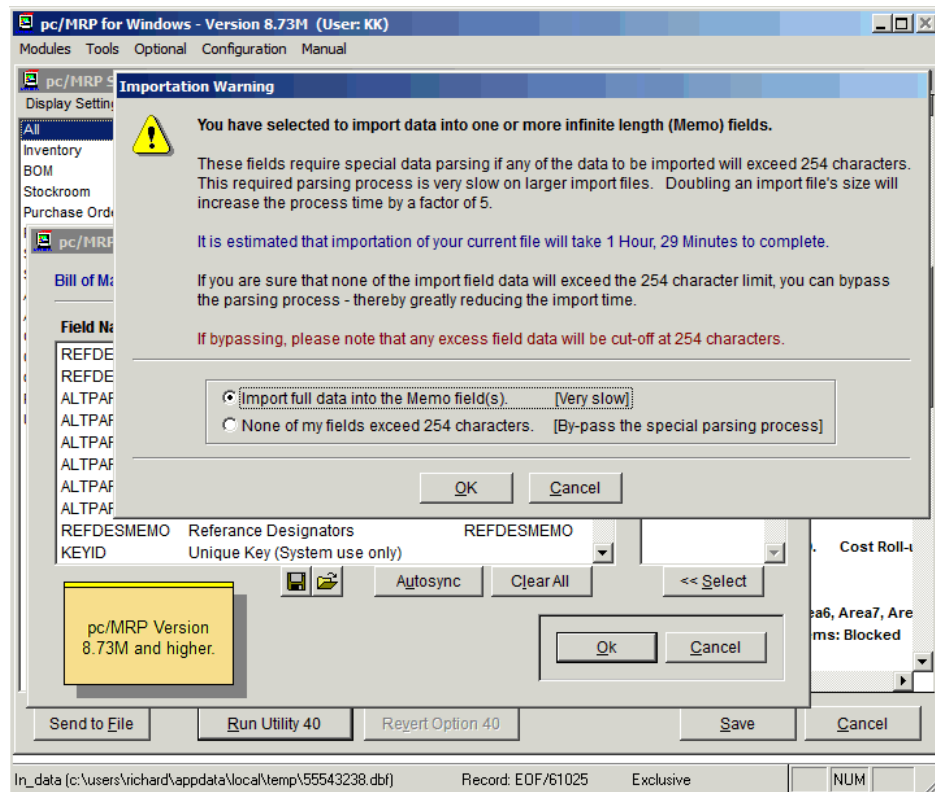 pc/MRP for Windows - Version 8.73M (User: KK)
Modules Tools Optional Configuration Manual
pc/MRP S
Importation Warning
Display Setting
All
Inventory
BOM
Stockroom
Purchase Orde
You have selected to import data into one or more infinite length (Memo) fields.
These fields require special data parsing if any of the data to be imported will exceed 254 characters.
This required parsing process is very slow on larger import files. Doubling an import file's size will
increase the process time by a factor of 5.
It is estimated that importation of your current file will take 1 Hour, 29 Minutes to complete.
If you are sure that none of the import field data will exceed the 254 character limit, you can bypass
the parsing process - thereby greatly reducing the import time.
If bypassing, please note that any excess field data will be cut-off at 254 characters.
Import full data into the Memo field(s). [Very slow]
None of my fields exceed 254 characters. [By-pass the special parsing process]
OK Cancel
pc/MRP
Bill of Ma
Field Na
REFDE
REFDE
ALTPAR
ALTPAR
ALTPAR
ALTPAR
ALTPAR
ALTPAR
REFDESMEMO Referance Designators REFDESMEMO
KEYID Unique Key (System use only)
Autosync Clear All << Select
. Cost Roll-u
ea6, Area7, Are
ms: Blocked
pc/MRP Version
8.73M and higher.
Ok Cancel
Send to File Run Utility 40 Revert Option 40 Save Cancel
In_data (c:\users\richard\appdata\local\temp\55543238.dbf) Record: EOF/61025 Exclusive NUM